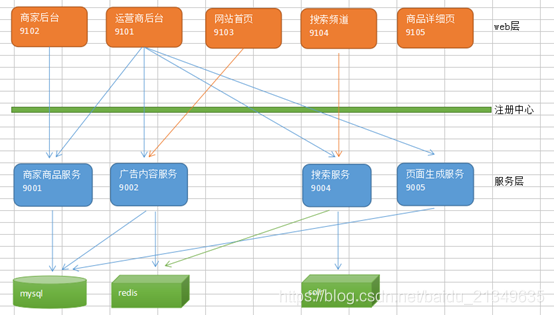 商家后台
9102
运营商后台
9101
网站首页
9103
搜索频道
9104
商品详细页
9105
web层
注册中心
商家商品服务
9001
广告内容服务
9002
搜索服务
9004
页面生成服务
9005
服务层
mysql
redis
solr
https://blog.csdn.net/baidu_21349635